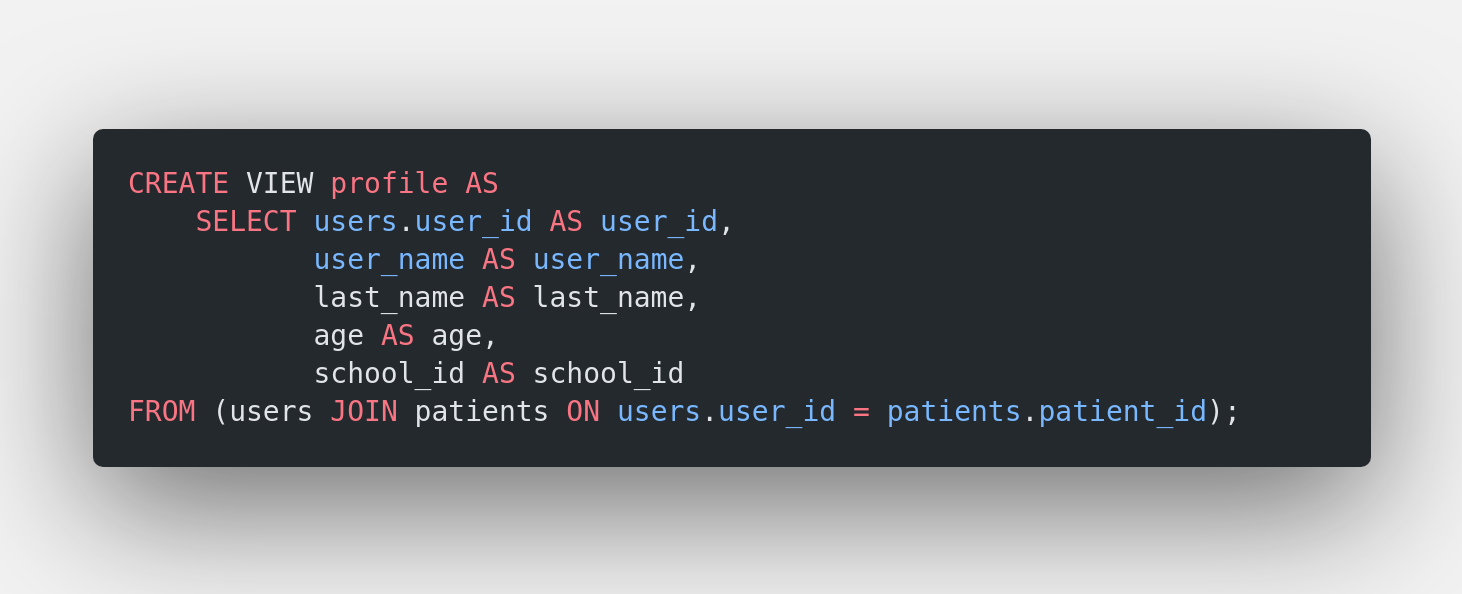 CREATE VIEW profile AS
    SELECT users.user_id AS user_id,
           user_name AS user_name,
           last_name AS last_name,
           age AS age,
           school_id AS school_id
FROM (users JOIN patients ON users.user_id = patients.patient_id);